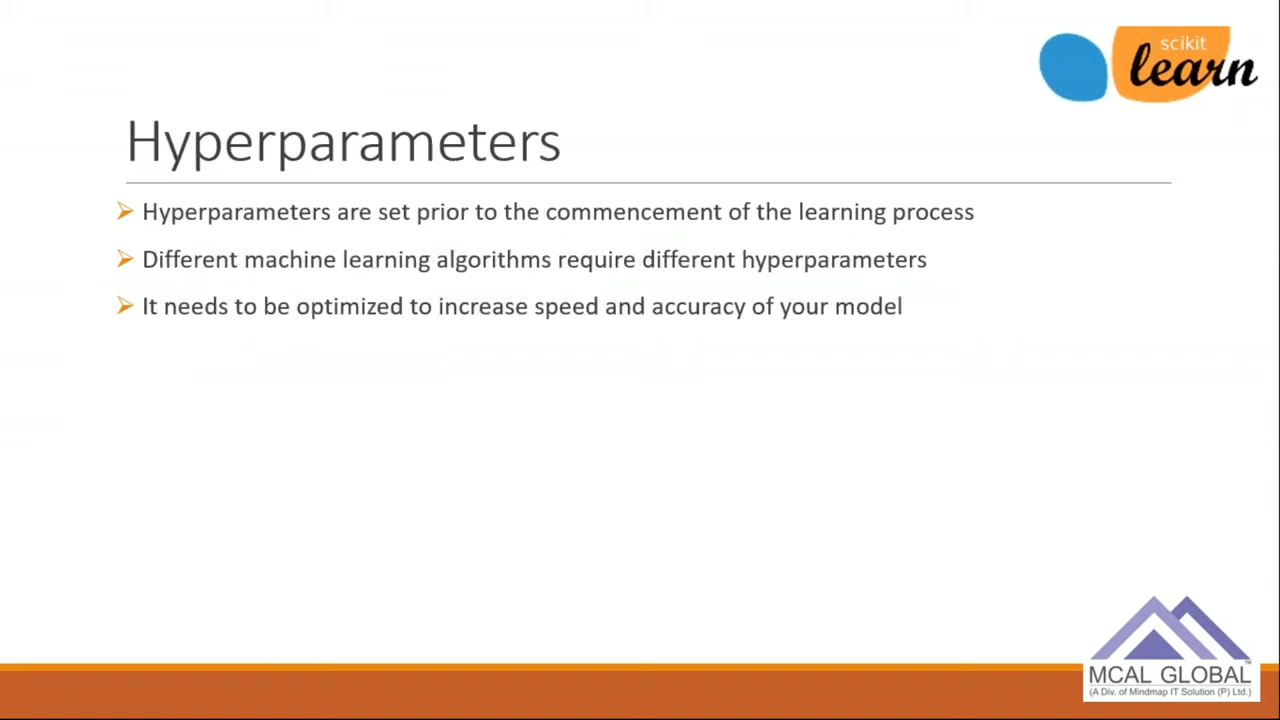 scikit
learn
Hyperparameters
Hyperparameters are set prior to the commencement of the learning process
Different machine learning algorithms require different hyperparameters
It needs to be optimized to increase speed and accuracy of your model
MCAL GLOBAL™
(A Div. of Mindmap IT Solution (P) Ltd.)